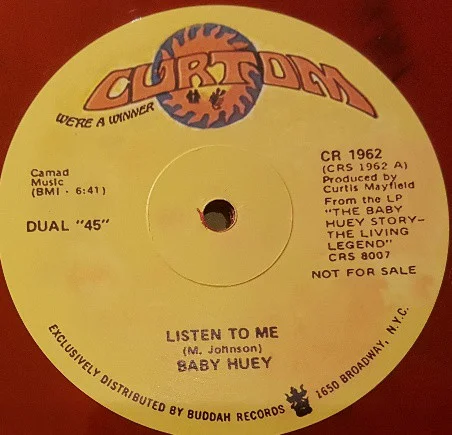 CURTOM
WE'RE A WINNER
Camad
Music
(BMI · 6:41)
DUAL "45"
CR 1962
(CRS 1962 A)
Produced by
Curtis Mayfield
From the LP
"THE BABY
HUEY STORY-
THE LIVING
LEGEND"
CRS 8007
NOT FOR SALE
LISTEN TO ME
(M. Johnson)
BABY HUEY
EXCLUSIVELY DISTRIBUTED BY BUDDAH RECORDS 1650 BROADWAY, N.Y.C.